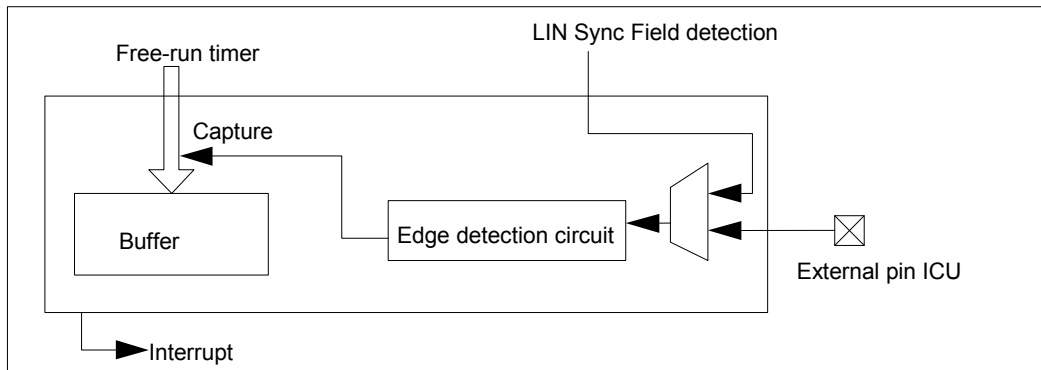 LIN Sync Field detection
Free-run timer
Capture
Buffer
Edge detection circuit
External pin ICU
Interrupt